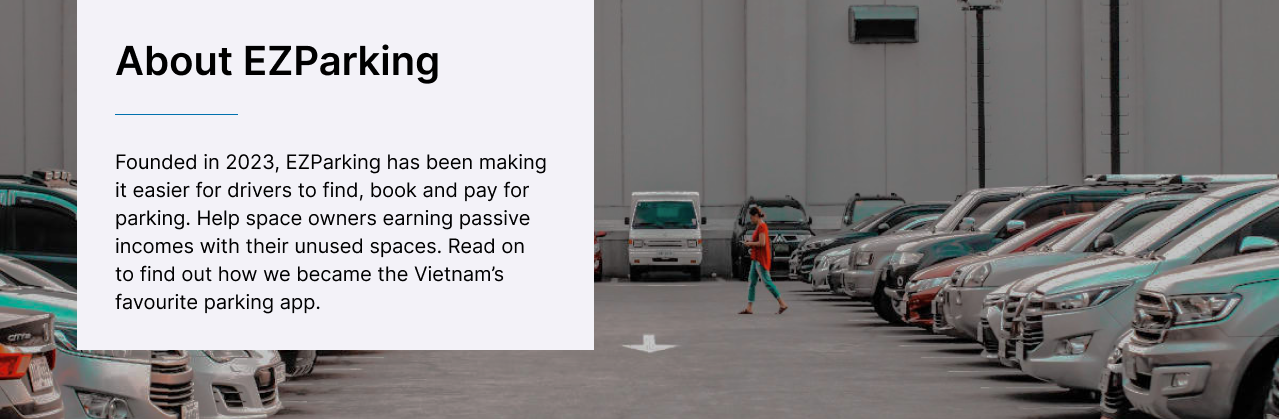 About EZParking
Founded in 2023, EZParking has been making
it easier for drivers to find, book and pay for
parking. Help space owners earning passive
incomes with their unused spaces. Read on
to find out how we became the Vietnam’s
favourite parking app.